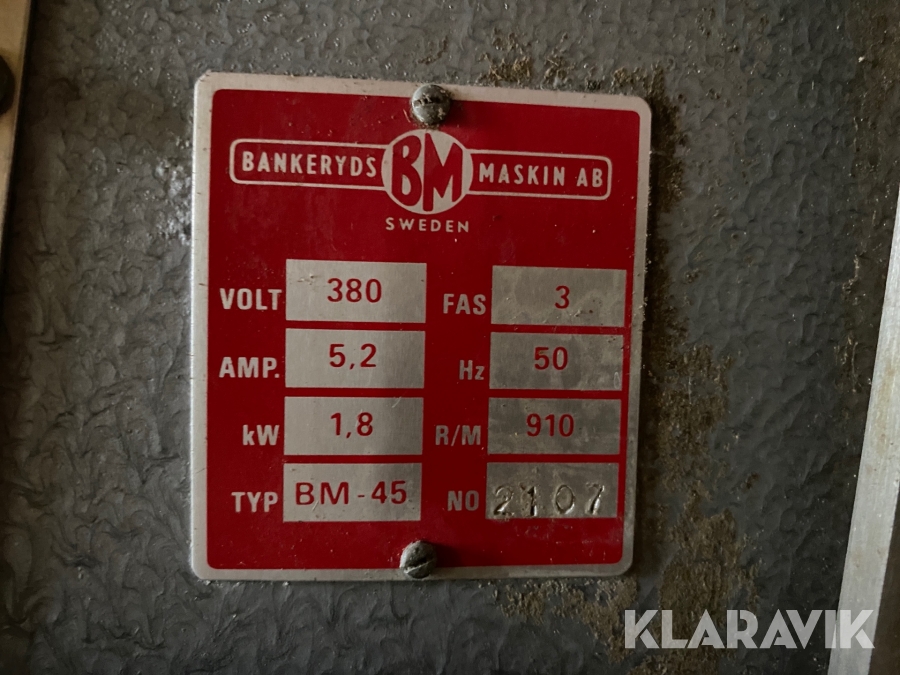 BANKERYDS BM MASKIN AB
SWEDEN
VOLT 380 FAS 3
AMP. 5,2 Hz 50
kW 1,8 R/M 910
TYP BM-45 NO 2107
KLARAVIK